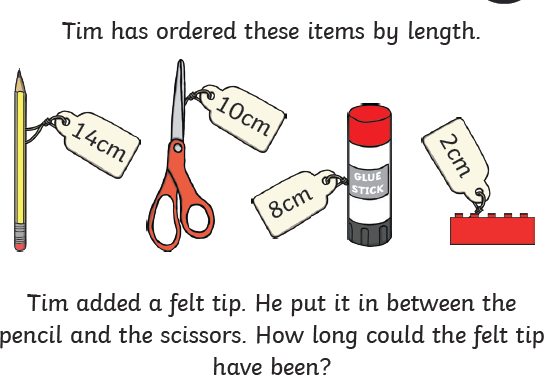 Tim has ordered these items by length.
14cm
10cm
8cm
GLUE
STICK
2cm
Tim added a felt tip. He put it in between the
pencil and the scissors. How long could the felt tip
have been?